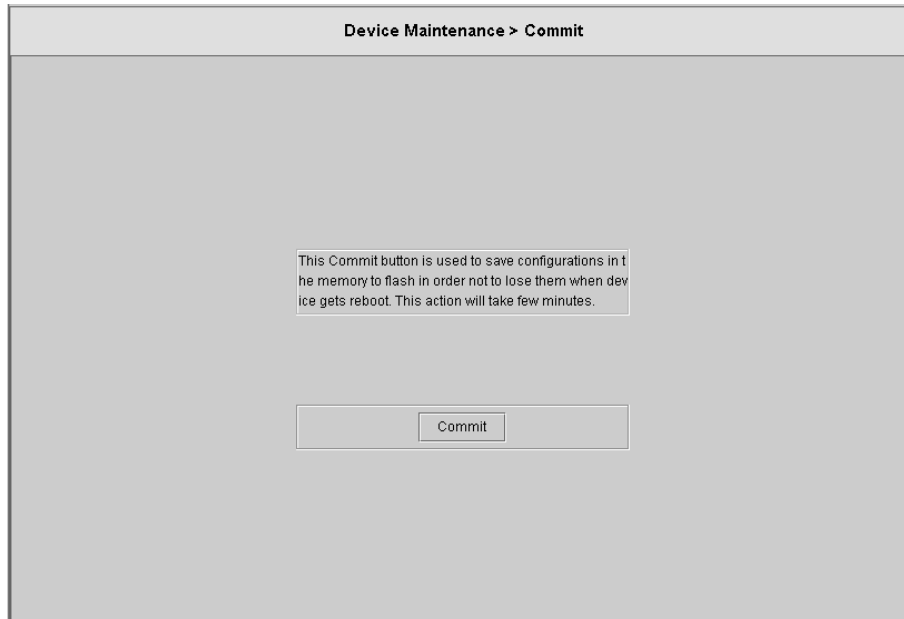 Device Maintenance > Commit
This Commit button is used to save configurations in t
he memory to flash in order not to lose them when dev
ice gets reboot. This action will take few minutes.
Commit